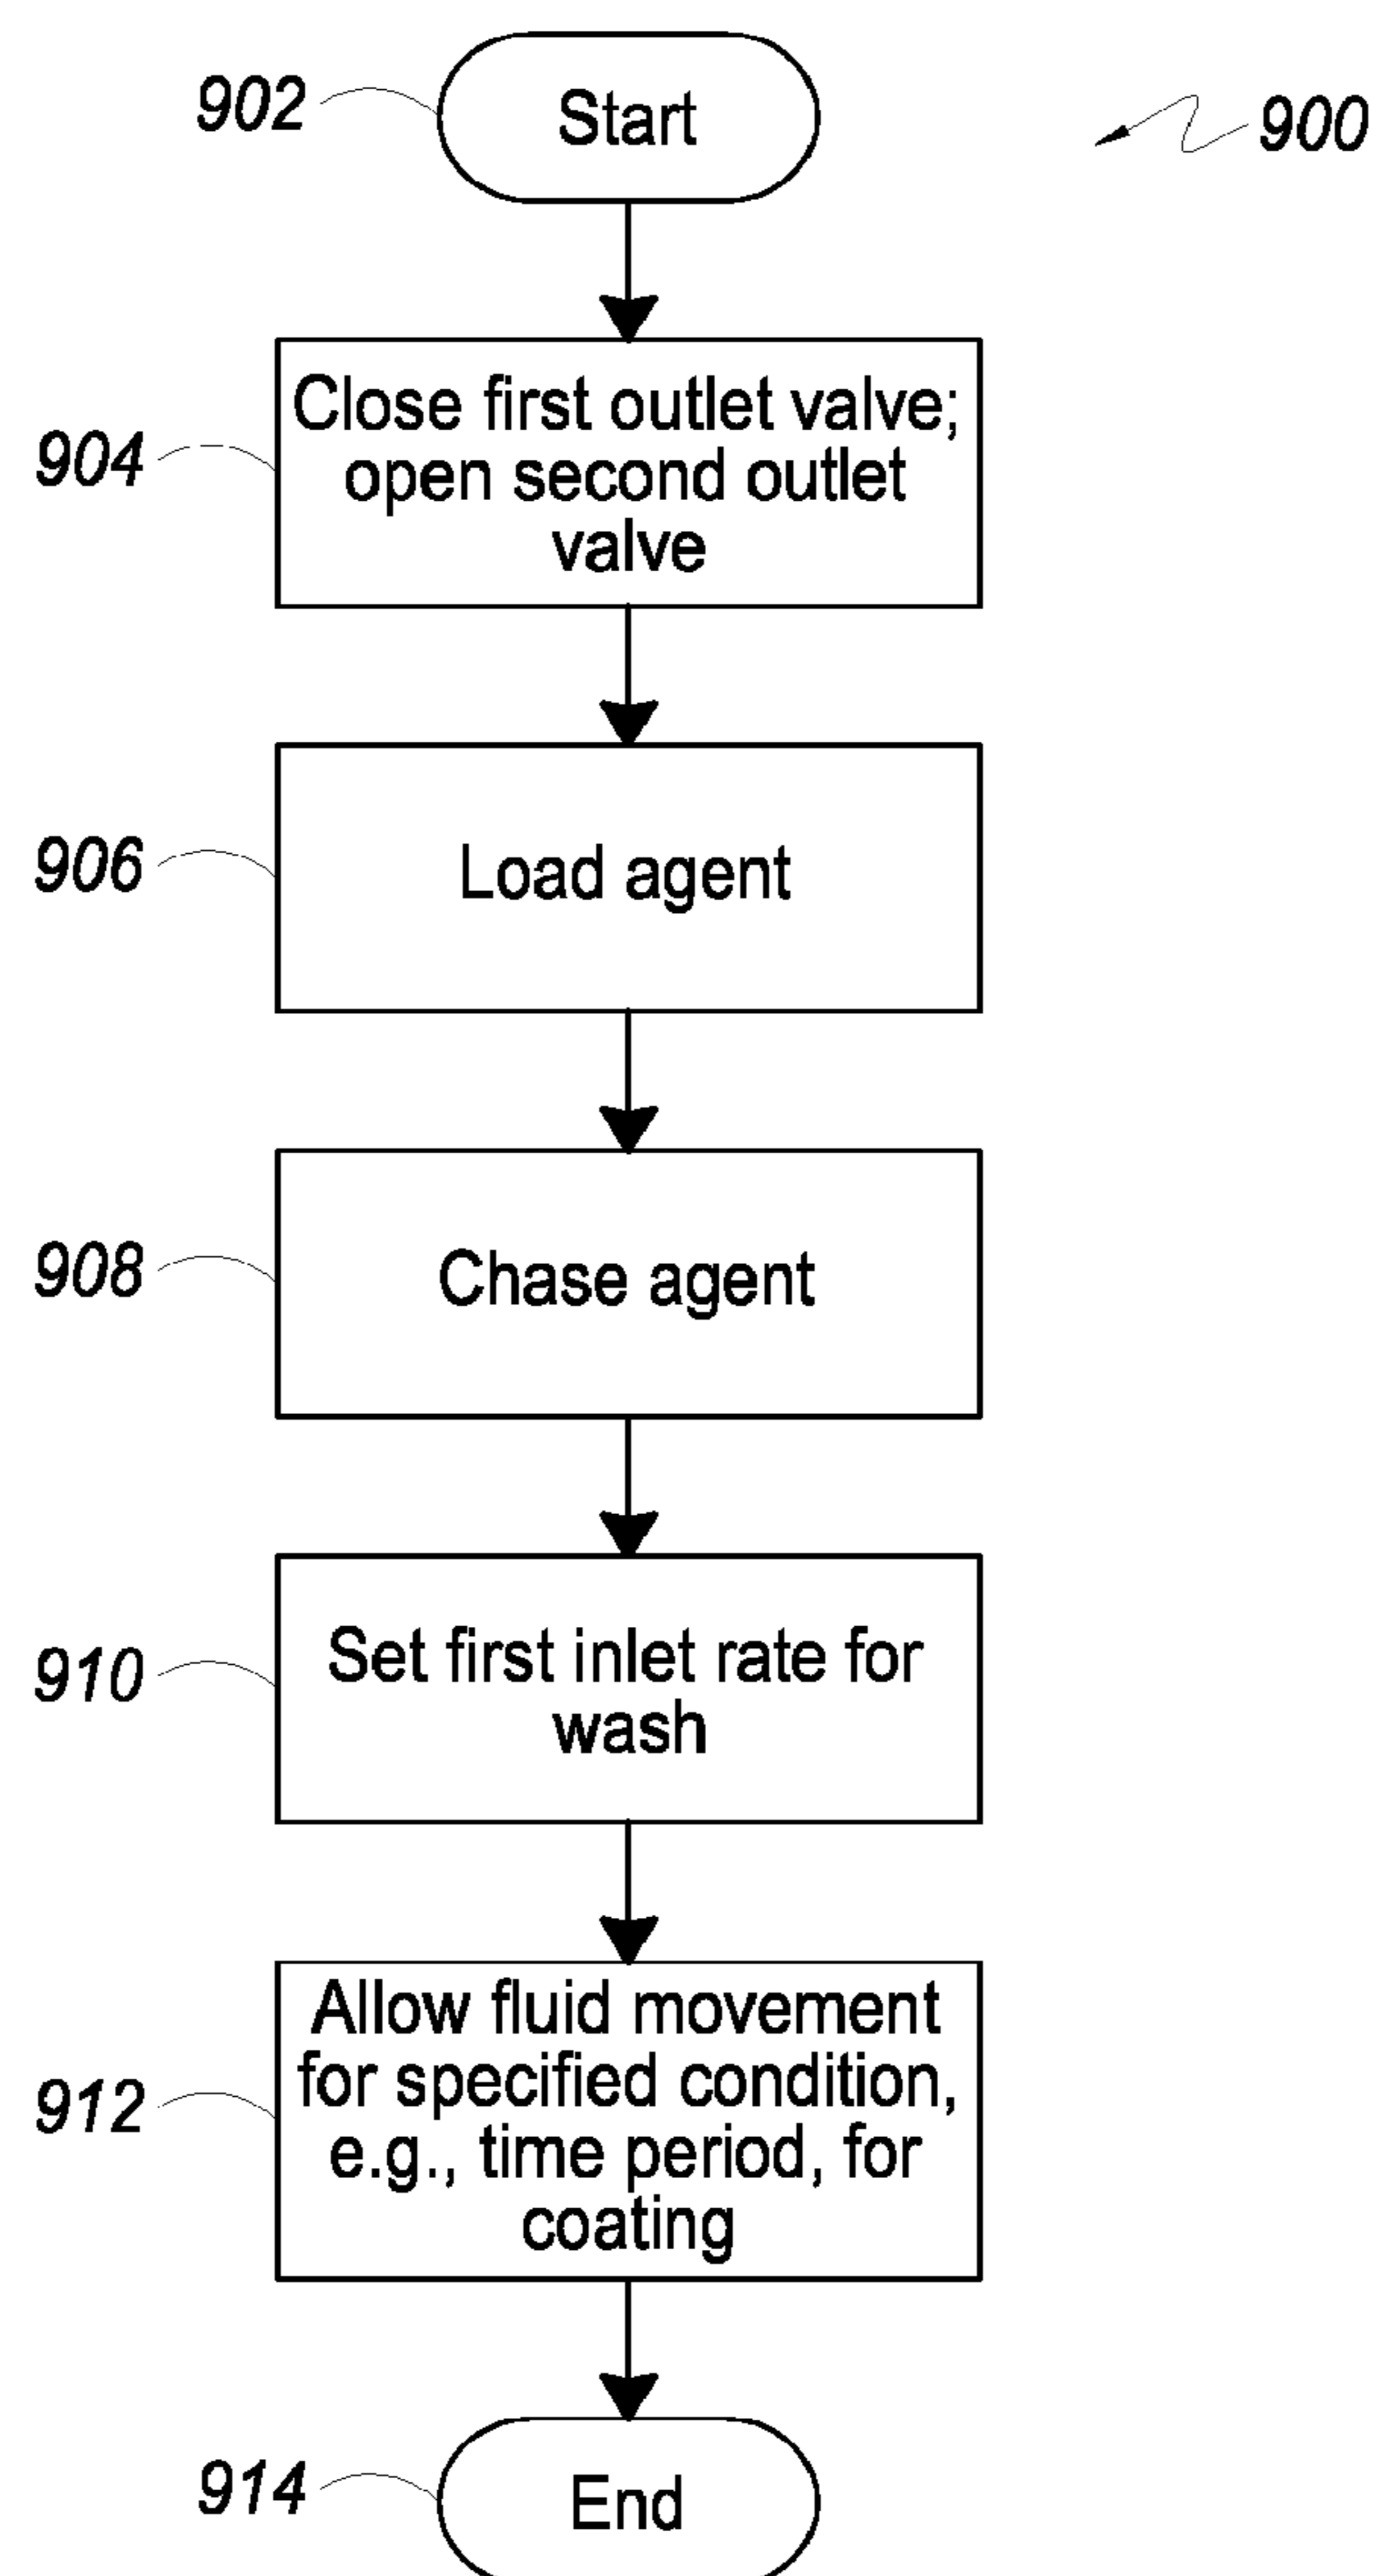 902
Start
900
904
Close first outlet valve;
open second outlet
valve
906
Load agent
908
Chase agent
910
Set first inlet rate for
wash
912
Allow fluid movement
for specified condition,
e.g., time period, for
coating
914
End